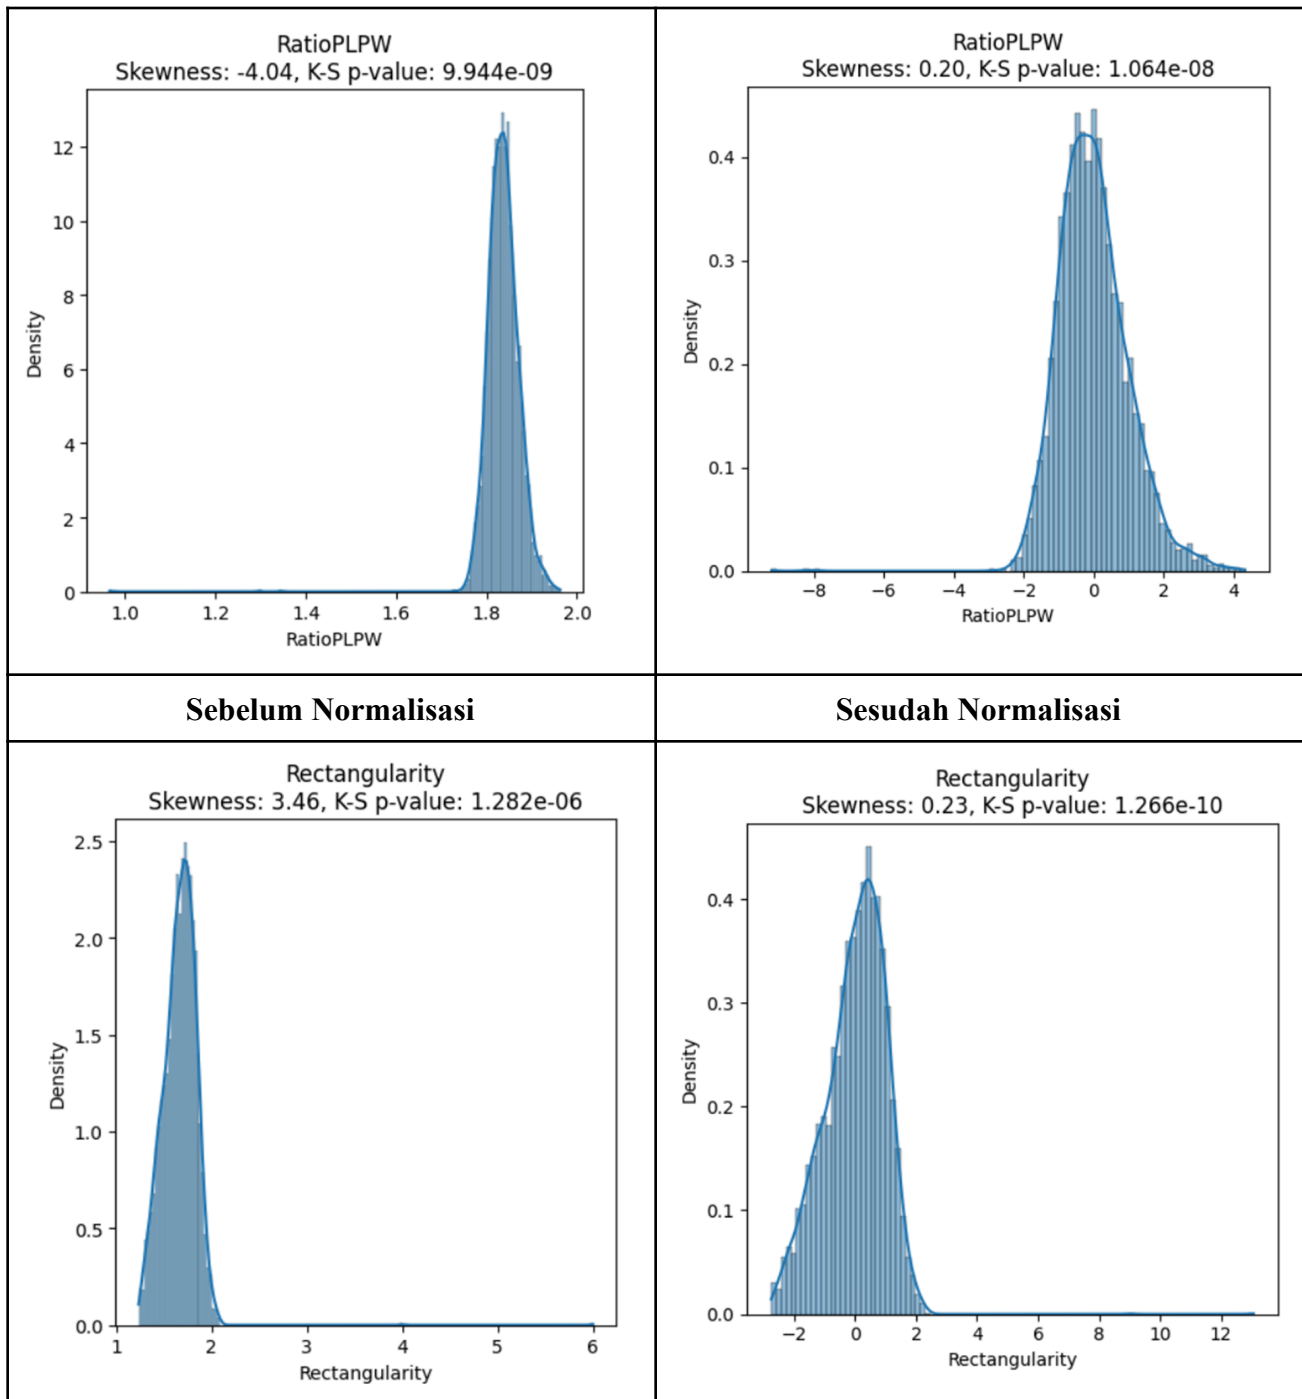 RatioPLPW
Skewness: -4.04, K-S p-value: 9.944e-09
12
10
8
6
4
2
0
Density
1.0 1.2 1.4 1.6 1.8 2.0
RatioPLPW
RatioPLPW
Skewness: 0.20, K-S p-value: 1.064e-08
0.4
0.3
0.2
0.1
0.0
Density
−8 −6 −4 −2 0 2 4
RatioPLPW
Sebelum Normalisasi
Sesudah Normalisasi
Rectangularity
Skewness: 3.46, K-S p-value: 1.282e-06
2.5
2.0
1.5
1.0
0.5
0.0
Density
1 2 3 4 5 6
Rectangularity
Rectangularity
Skewness: 0.23, K-S p-value: 1.266e-10
0.4
0.3
0.2
0.1
0.0
Density
−2 0 2 4 6 8 10 12
Rectangularity